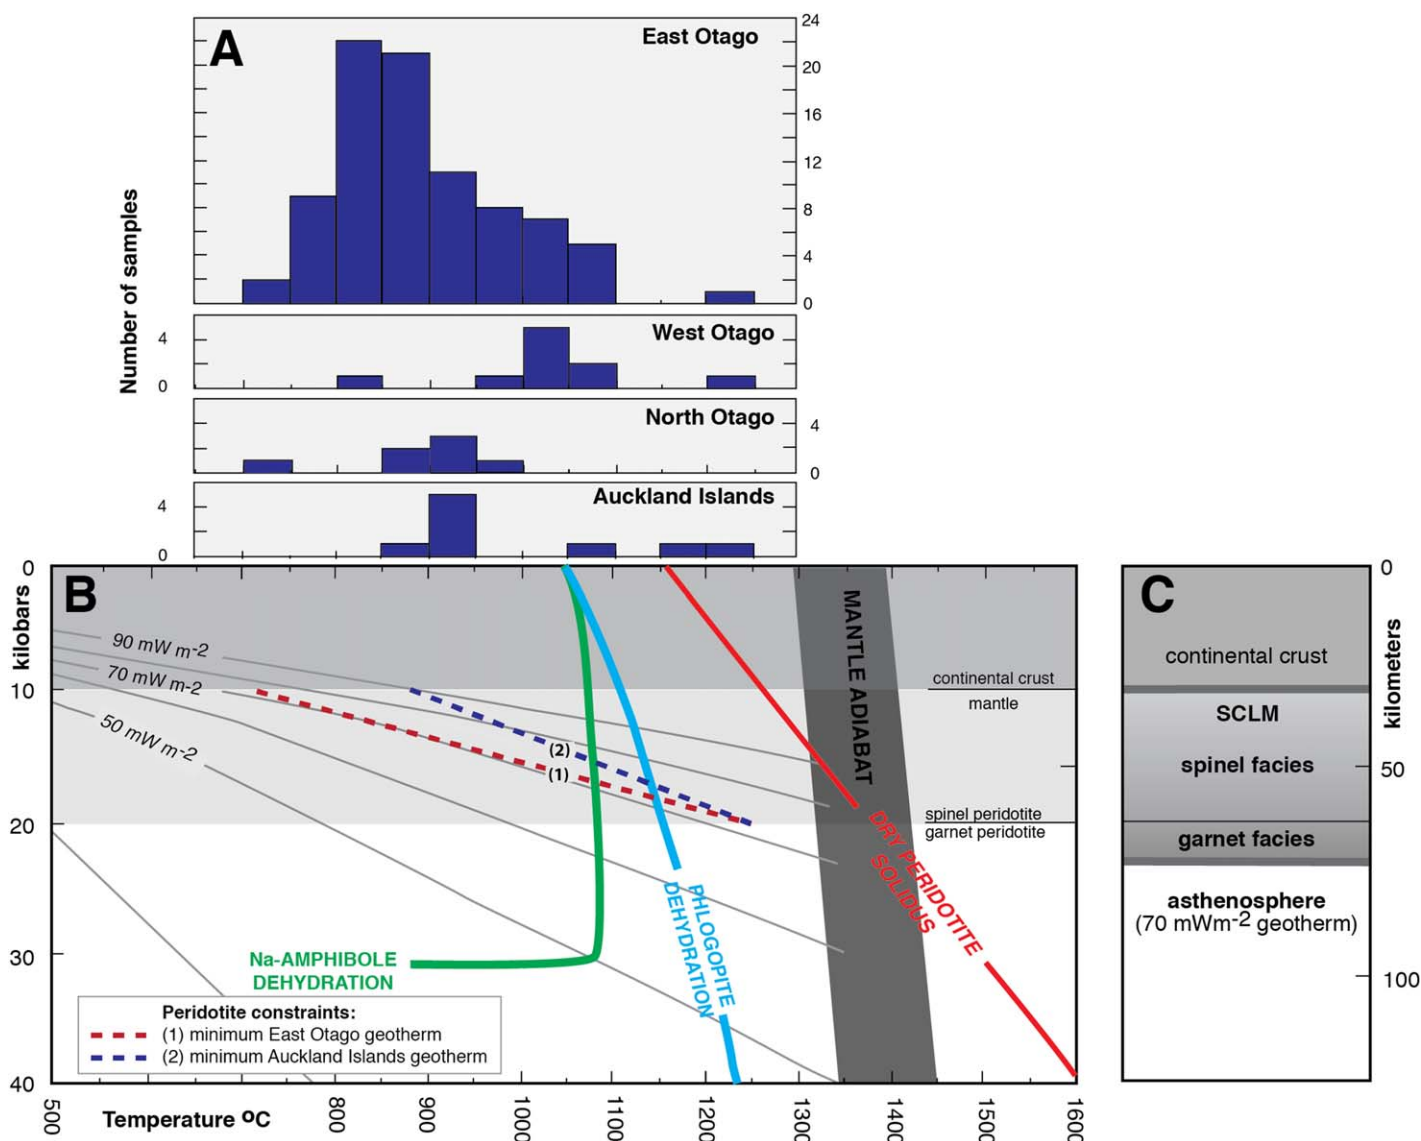 A
East Otago
24
20
16
12
8
4
0
Number of samples
West Otago
4
0
North Otago
4
0
Auckland Islands
4
0
B
0
10
20
30
40
kilobars
90 mW m-2
70 mW m-2
50 mW m-2
(2)
(1)
MANTLE ADIABAT
continental crust
mantle
spinel peridotite
garnet peridotite
DRY PERIDOTITE
SOLIDUS
PHLOGOPITE
DEHYDRATION
Na-AMPHIBOLE
DEHYDRATION
Peridotite constraints:
(1) minimum East Otago geotherm
(2) minimum Auckland Islands geotherm
500
Temperature ºC
800
900
1000
1100
1200
1300
1400
1500
1600
C
0
continental crust
kilometers
SCLM
spinel facies
50
garnet facies
asthenosphere
(70 mWm-2 geotherm)
100